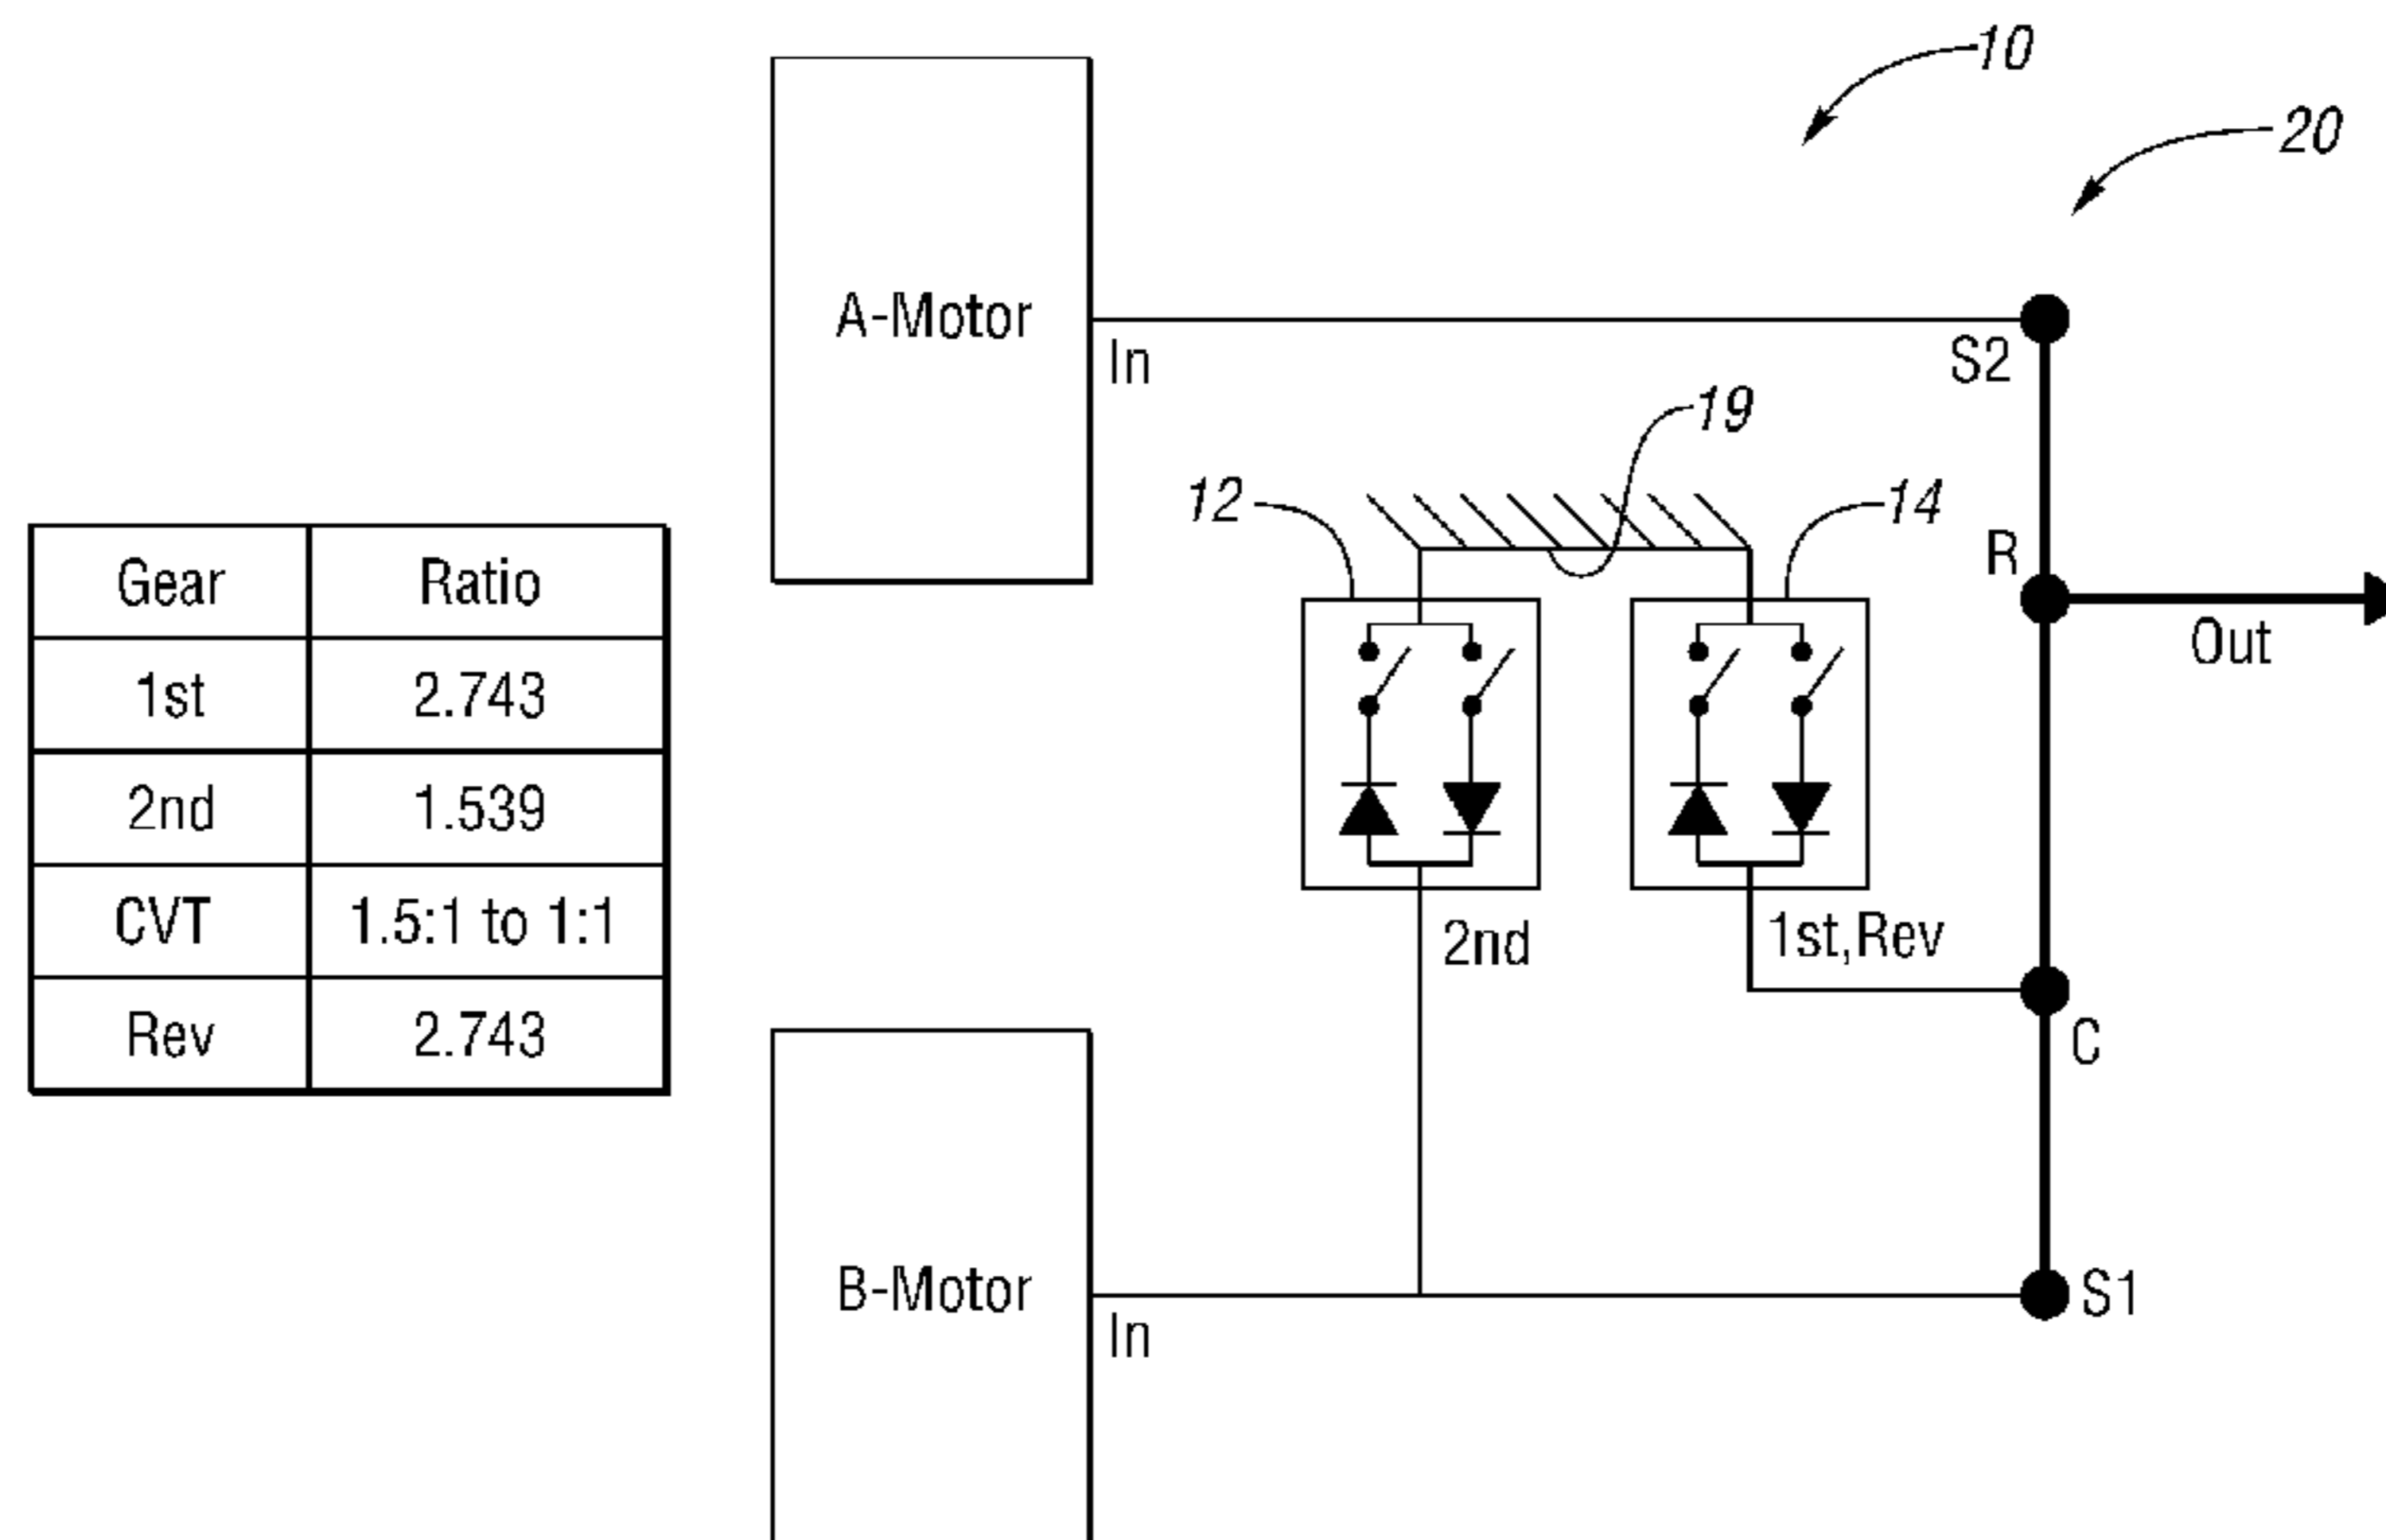 10
20
A-Motor
In
S2
19
12
14
R
Out
Gear Ratio
1st 2.743
2nd 1.539
CVT 1.5:1 to 1:1
Rev 2.743
2nd
1st,Rev
C
B-Motor
In
S1